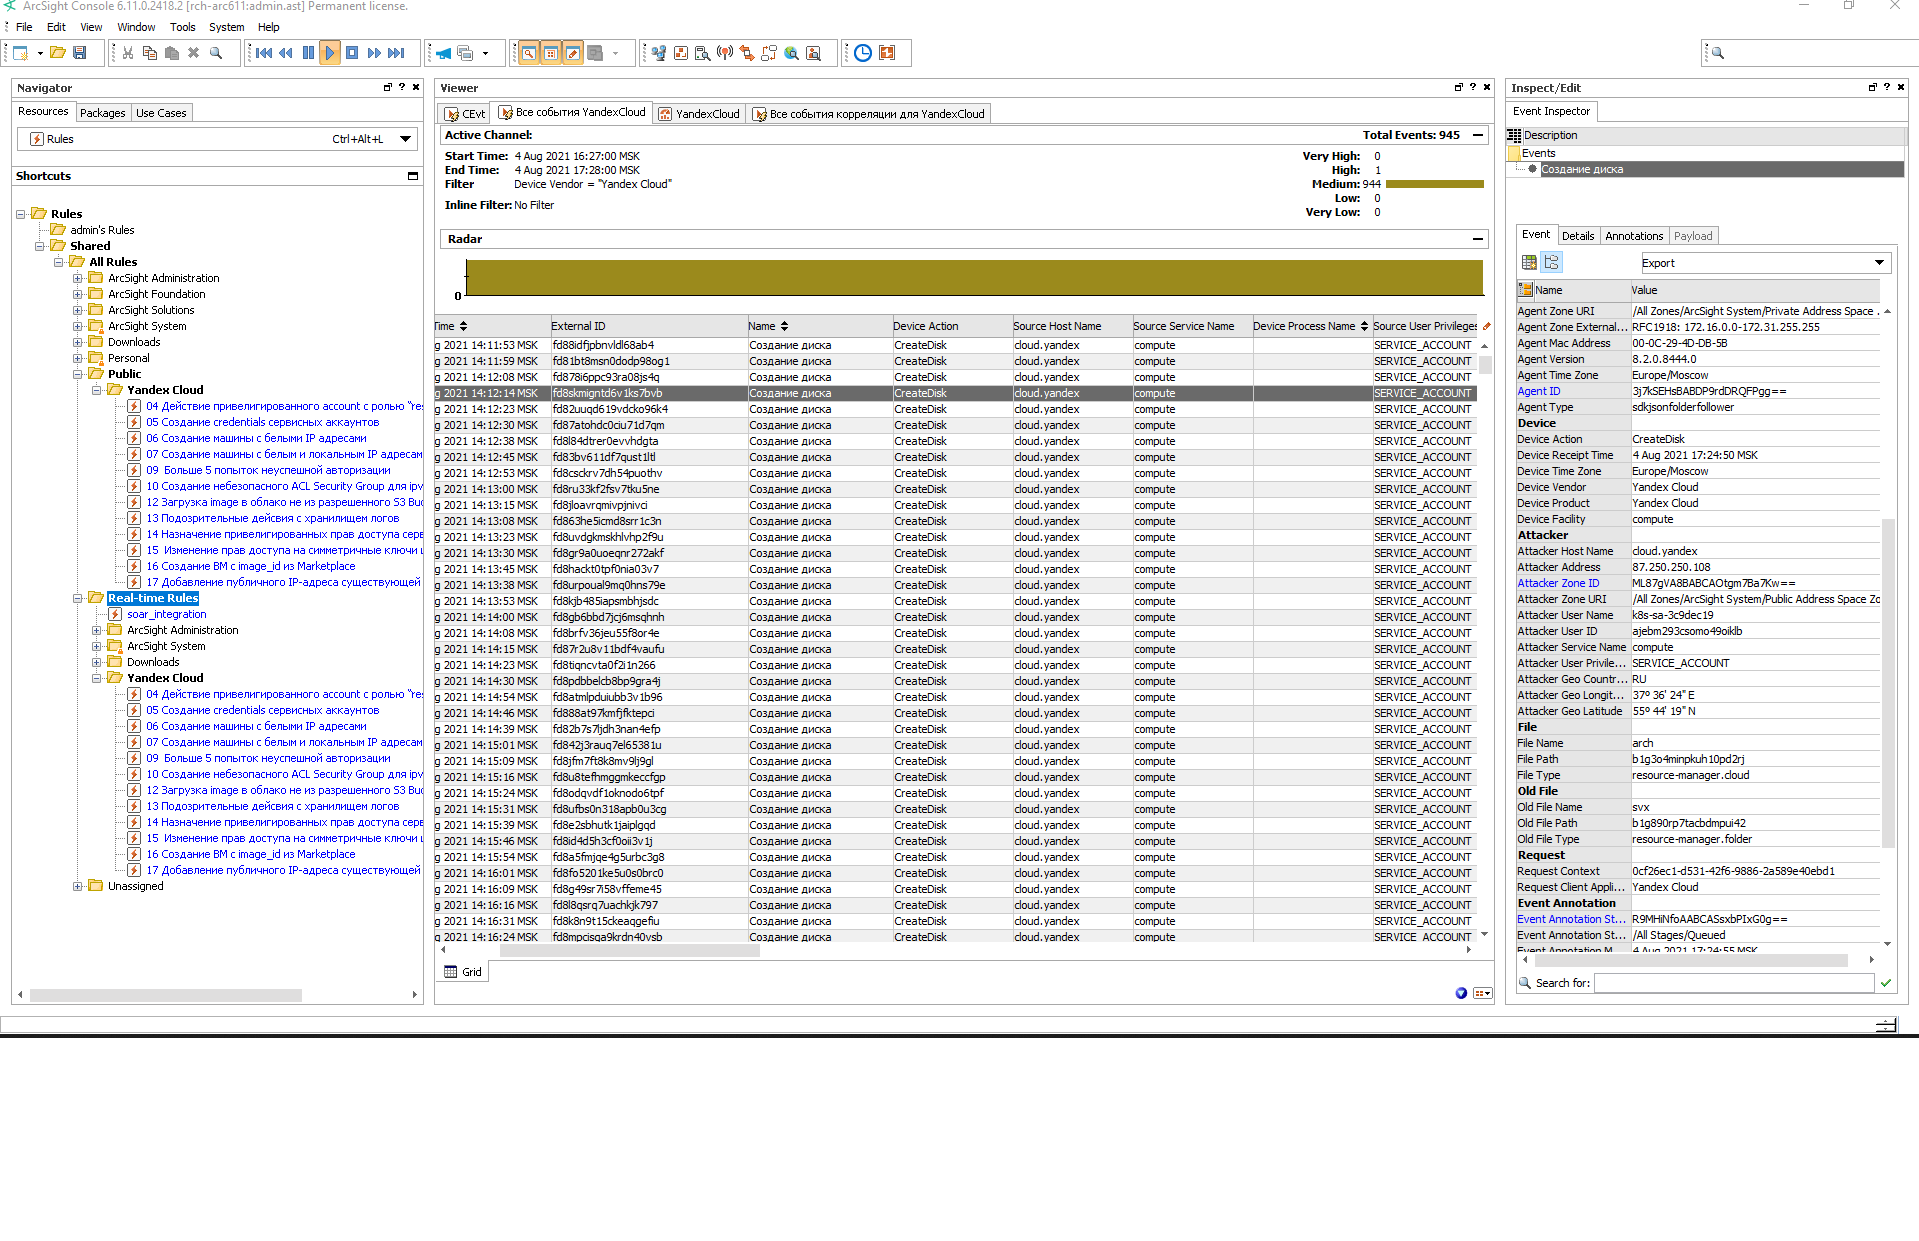 ArcSight Console 6.11.0.2418.2 [rch-arc611:admin.ast] Permanent license.
File Edit View Window Tools System Help
Navigator
Resources Packages Use Cases
Rules Ctrl+Alt+L
Shortcuts
Rules
admin's Rules
Shared
All Rules
ArcSight Administration
ArcSight Foundation
ArcSight Solutions
ArcSight System
Downloads
Personal
Public
Yandex Cloud
04 Действие привелигированного account с ролью "res
05 Создание credentials сервисных аккаунтов
06 Создание машины с белыми IP адресами
07 Создание машины с белым и локальным IP адресам
09 Больше 5 попыток неуспешной авторизации
10 Создание небезопасного ACL Security Group для ipv
12 Загрузка image в облако не из разрешенного S3 Buc
13 Подозрительные дейсвия с хранилищем логов
14 Назначение привилегированных прав доступа серв
15 Изменение прав доступа на симметричные ключи ш
16 Создание ВМ с image_id из Marketplace
17 Добавление публичного IP-адреса существующей
Real-time Rules
soar_integration
ArcSight Administration
ArcSight System
Downloads
Yandex Cloud
04 Действие привелигированного account с ролью "res
05 Создание credentials сервисных аккаунтов
06 Создание машины с белыми IP адресами
07 Создание машины с белым и локальным IP адресам
09 Больше 5 попыток неуспешной авторизации
10 Создание небезопасного ACL Security Group для ipv
12 Загрузка image в облако не из разрешенного S3 Buc
13 Подозрительные дейсвия с хранилищем логов
14 Назначение привилегированных прав доступа серв
15 Изменение прав доступа на симметричные ключи ш
16 Создание ВМ с image_id из Marketplace
17 Добавление публичного IP-адреса существующей
Unassigned
Viewer
CEvt Все события YandexCloud YandexCloud Все события корреляции для YandexCloud
Active Channel: Total Events: 945
Start Time: 4 Aug 2021 16:27:00 MSK Very High: 0
End Time: 4 Aug 2021 17:28:00 MSK High: 1
Filter Device Vendor = "Yandex Cloud" Medium: 944
Low: 0
Inline Filter: No Filter
Very Low: 0
Radar
0
Time External ID Name Device Action Source Host Name Source Service Name Device Process Name Source User Privileges
g 2021 14:11:53 MSK fd88idfjpbnvldl68ab4 Создание диска CreateDisk cloud.yandex compute SERVICE_ACCOUNT
g 2021 14:11:59 MSK fd81bt8msn0dodp98og1 Создание диска CreateDisk cloud.yandex compute SERVICE_ACCOUNT
g 2021 14:12:08 MSK fd878i6ppc93ra08js4q Создание диска CreateDisk cloud.yandex compute SERVICE_ACCOUNT
g 2021 14:12:14 MSK fd8skmigntd6v1ks7bvb Создание диска CreateDisk cloud.yandex compute SERVICE_ACCOUNT
g 2021 14:12:23 MSK fd82uuqd619vdcko96k4 Создание диска CreateDisk cloud.yandex compute SERVICE_ACCOUNT
g 2021 14:12:30 MSK fd87atohdc0ciu71d7qm Создание диска CreateDisk cloud.yandex compute SERVICE_ACCOUNT
g 2021 14:12:38 MSK fd8l84dtrer0evvhdgta Создание диска CreateDisk cloud.yandex compute SERVICE_ACCOUNT
g 2021 14:12:45 MSK fd83bv611df7qust1ltl Создание диска CreateDisk cloud.yandex compute SERVICE_ACCOUNT
g 2021 14:12:53 MSK fd8csckrv7dh54puothv Создание диска CreateDisk cloud.yandex compute SERVICE_ACCOUNT
g 2021 14:13:00 MSK fd8ru33kf2fsv7tku5ne Создание диска CreateDisk cloud.yandex compute SERVICE_ACCOUNT
g 2021 14:13:15 MSK fd8jloavrqmivpjnivci Создание диска CreateDisk cloud.yandex compute SERVICE_ACCOUNT
g 2021 14:13:08 MSK fd863he5icmd8srr1c3n Создание диска CreateDisk cloud.yandex compute SERVICE_ACCOUNT
g 2021 14:13:23 MSK fd8uvdgkmskhlvhp2f9u Создание диска CreateDisk cloud.yandex compute SERVICE_ACCOUNT
g 2021 14:13:30 MSK fd8gr9a0uoeqnr272akf Создание диска CreateDisk cloud.yandex compute SERVICE_ACCOUNT
g 2021 14:13:45 MSK fd8hackt0tpf0nia03v7 Создание диска CreateDisk cloud.yandex compute SERVICE_ACCOUNT
g 2021 14:13:38 MSK fd8urpoual9mq0hns79e Создание диска CreateDisk cloud.yandex compute SERVICE_ACCOUNT
g 2021 14:13:53 MSK fd8kjb485iapsmbhjsdc Создание диска CreateDisk cloud.yandex compute SERVICE_ACCOUNT
g 2021 14:14:00 MSK fd8gb6bbd7jcj6msqhnh Создание диска CreateDisk cloud.yandex compute SERVICE_ACCOUNT
g 2021 14:14:08 MSK fd8brfv36jeu55f8or4e Создание диска CreateDisk cloud.yandex compute SERVICE_ACCOUNT
g 2021 14:14:15 MSK fd87r2u8v11bdf4vaufu Создание диска CreateDisk cloud.yandex compute SERVICE_ACCOUNT
g 2021 14:14:23 MSK fd8tiqncvta0f2i1n266 Создание диска CreateDisk cloud.yandex compute SERVICE_ACCOUNT
g 2021 14:14:30 MSK fd8pdbbelcb8bp9gra4j Создание диска CreateDisk cloud.yandex compute SERVICE_ACCOUNT
g 2021 14:14:54 MSK fd8atmlpduiubb3v1b96 Создание диска CreateDisk cloud.yandex compute SERVICE_ACCOUNT
g 2021 14:14:46 MSK fd888at97kmfjfktepci Создание диска CreateDisk cloud.yandex compute SERVICE_ACCOUNT
g 2021 14:14:39 MSK fd82b7s7ljdh3nan4efp Создание диска CreateDisk cloud.yandex compute SERVICE_ACCOUNT
g 2021 14:15:01 MSK fd842j3rauq7el65381u Создание диска CreateDisk cloud.yandex compute SERVICE_ACCOUNT
g 2021 14:15:09 MSK fd8jfm7ft8k8mv9lj9gl Создание диска CreateDisk cloud.yandex compute SERVICE_ACCOUNT
g 2021 14:15:16 MSK fd8u8tefhmggmkeccfgp Создание диска CreateDisk cloud.yandex compute SERVICE_ACCOUNT
g 2021 14:15:24 MSK fd8odqvdf1oknodo6tpf Создание диска CreateDisk cloud.yandex compute SERVICE_ACCOUNT
g 2021 14:15:31 MSK fd8ufbs0n318apb0u3cg Создание диска CreateDisk cloud.yandex compute SERVICE_ACCOUNT
g 2021 14:15:39 MSK fd8e2sbhutk1jaiplgqd Создание диска CreateDisk cloud.yandex compute SERVICE_ACCOUNT
g 2021 14:15:46 MSK fd8id4d5h3cf0oii3v1j Создание диска CreateDisk cloud.yandex compute SERVICE_ACCOUNT
g 2021 14:15:54 MSK fd8a5fmjqe4g5urbc3g8 Создание диска CreateDisk cloud.yandex compute SERVICE_ACCOUNT
g 2021 14:16:01 MSK fd8fo5201ke5u0s0brc0 Создание диска CreateDisk cloud.yandex compute SERVICE_ACCOUNT
g 2021 14:16:09 MSK fd8g49sr7i58vffeme45 Создание диска CreateDisk cloud.yandex compute SERVICE_ACCOUNT
g 2021 14:16:16 MSK fd8l8qsrq7uachkjk797 Создание диска CreateDisk cloud.yandex compute SERVICE_ACCOUNT
g 2021 14:16:31 MSK fd8k8n9t15ckeaqgefiu Создание диска CreateDisk cloud.yandex compute SERVICE_ACCOUNT
g 2021 14:16:24 MSK fd8mpcisqa9krdn40vsb Создание диска CreateDisk cloud.yandex compute SERVICE_ACCOUNT
Grid
Inspect/Edit
Event Inspector
Description
Events
Создание диска
Event Details Annotations Payload
Export
Name Value
Agent Zone URI /All Zones/ArcSight System/Private Address Space .
Agent Zone External... RFC1918: 172.16.0.0-172.31.255.255
Agent Mac Address 00-0C-29-4D-DB-5B
Agent Version 8.2.0.8444.0
Agent Time Zone Europe/Moscow
Agent ID 3j7kSEHsBABDP9rdDRQFPgg==
Agent Type sdkjsonfolderfollower
Device
Device Action CreateDisk
Device Receipt Time 4 Aug 2021 17:24:50 MSK
Device Time Zone Europe/Moscow
Device Vendor Yandex Cloud
Device Product Yandex Cloud
Device Facility compute
Attacker
Attacker Host Name cloud.yandex
Attacker Address 87.250.250.108
Attacker Zone ID ML87gVA8BABCAOtgm7Ba7Kw==
Attacker Zone URI /All Zones/ArcSight System/Public Address Space Zo
Attacker User Name k8s-sa-3c9dec19
Attacker User ID ajebm293csomo49oiklb
Attacker Service Name compute
Attacker User Privile... SERVICE_ACCOUNT
Attacker Geo Countr... RU
Attacker Geo Longit... 37º 36' 24" E
Attacker Geo Latitude 55º 44' 19" N
File
File Name arch
File Path b1g3o4minpkuh10pd2rj
File Type resource-manager.cloud
Old File
Old File Name svx
Old File Path b1g890rp7tacbdmpui42
Old File Type resource-manager.folder
Request
Request Context 0cf26ec1-d531-42f6-9886-2a589e40ebd1
Request Client Appli... Yandex Cloud
Event Annotation
Event Annotation St... R9MHiNfoAABCASsxbPIxG0g==
Event Annotation St... /All Stages/Queued
Event Annotation M... 4 Aug 2021 17:24:55 MSK
Search for: